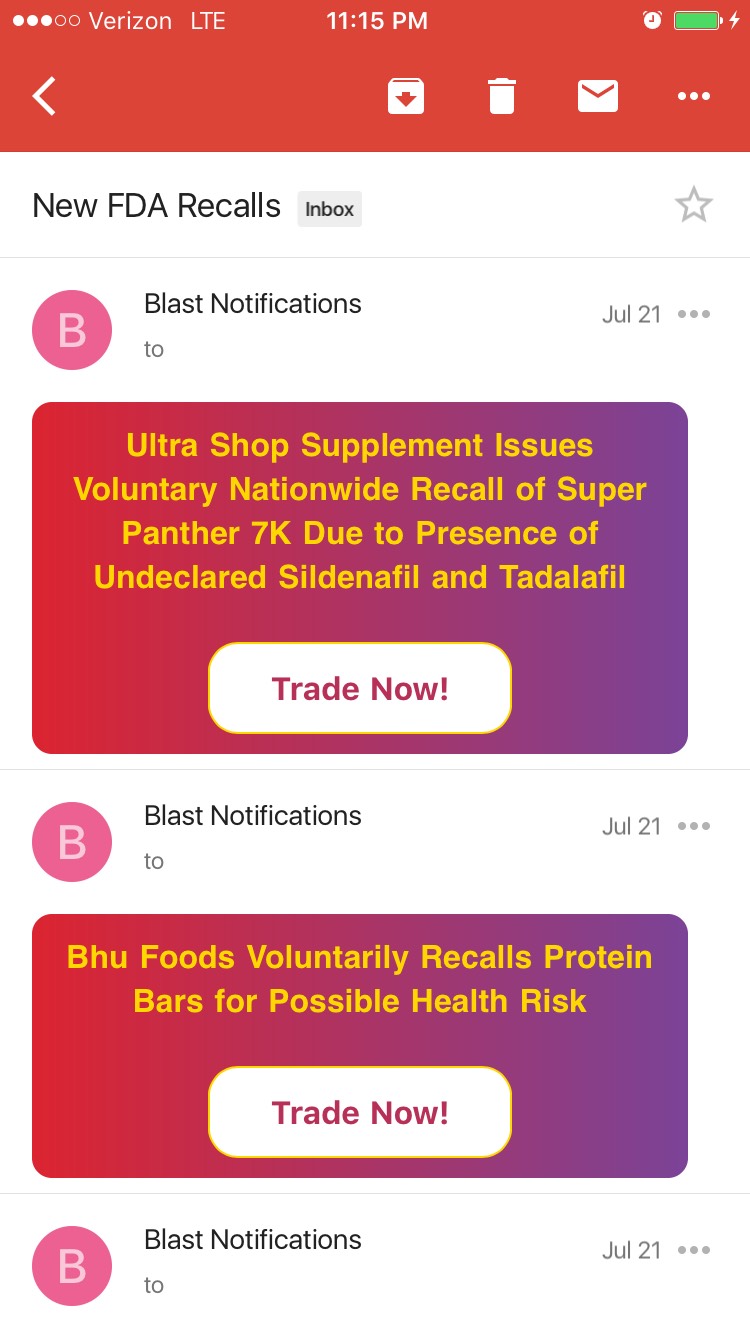 Verizon LTE 11:15 PM
New FDA Recalls Inbox
B
Blast Notifications
Jul 21
to
Ultra Shop Supplement Issues
Voluntary Nationwide Recall of Super
Panther 7K Due to Presence of
Undeclared Sildenafil and Tadalafil
Trade Now!
B
Blast Notifications
Jul 21
to
Bhu Foods Voluntarily Recalls Protein
Bars for Possible Health Risk
Trade Now!
B
Blast Notifications
Jul 21
to